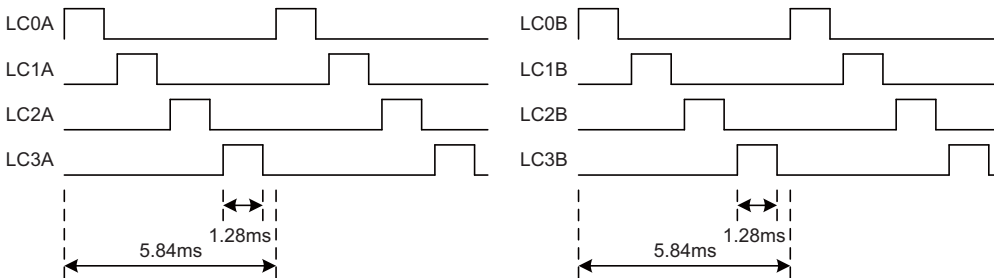 LC0A
LC1A
LC2A
LC3A
1.28ms
5.84ms
LC0B
LC1B
LC2B
LC3B
1.28ms
5.84ms